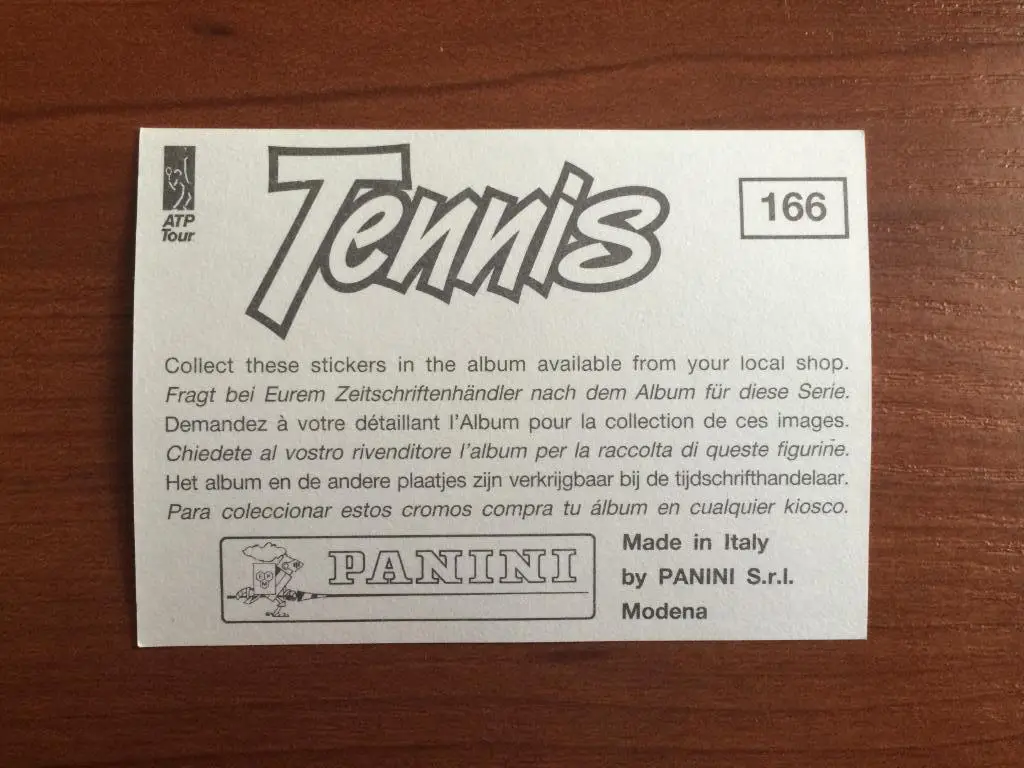 ATP
Tour
Tennis
166
Collect these stickers in the album available from your local shop.
Fragt bei Eurem Zeitschriftenhändler nach dem Album für diese Serie.
Demandez à votre détaillant l'Album pour la collection de ces images.
Chiedete al vostro rivenditore l'album per la raccolta di queste figurine.
Het album en de andere plaatjes zijn verkrijgbaar bij de tijdschrifthandelaar.
Para coleccionar estos cromos compra tu álbum en cualquier kiosco.
PANINI
Made in Italy
by PANINI S.r.l.
Modena